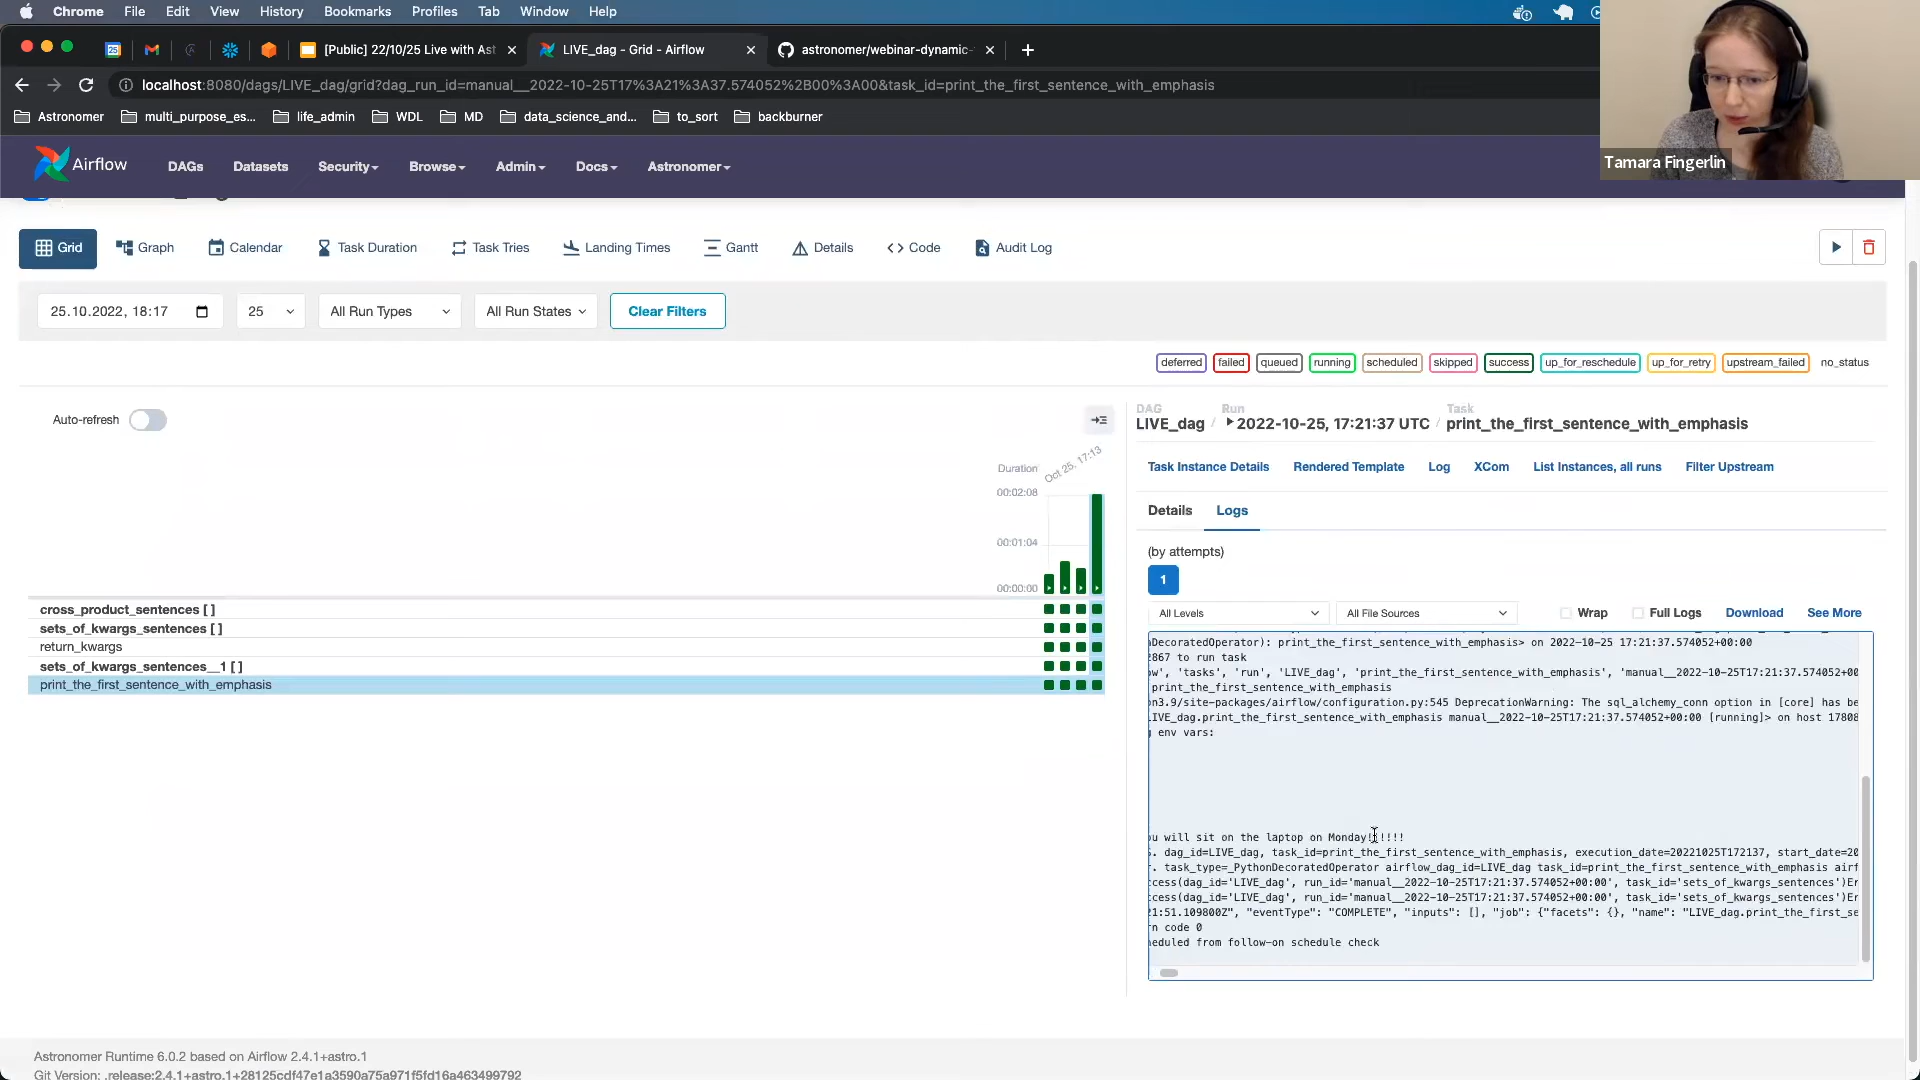 Chrome File Edit View History Bookmarks Profiles Tab Window Help
[Public] 22/10/25 Live with Ast
LIVE_dag - Grid - Airflow
astronomer/webinar-dynamic-
localhost:8080/dags/LIVE_dag/grid?dag_run_id=manual__2022-10-25T17%3A21%3A37.574052%2B00%3A00&task_id=print_the_first_sentence_with_emphasis
Astronomer multi_purpose_es... life_admin WDL MD data_science_and... to_sort backburner
Tamara Fingerlin
Airflow DAGs Datasets Security Browse Admin Docs Astronomer
Grid Graph Calendar Task Duration Task Tries Landing Times Gantt Details Code Audit Log
25.10.2022, 18:17 25 All Run Types All Run States Clear Filters
deferred failed queued running scheduled skipped success up_for_reschedule up_for_retry upstream_failed no_status
Auto-refresh
Duration
Oct 25, 17:13
00:02:08
00:01:04
00:00:00
cross_product_sentences [ ]
sets_of_kwargs_sentences [ ]
return_kwargs
sets_of_kwargs_sentences__1 [ ]
print_the_first_sentence_with_emphasis
DAG Run Task
LIVE_dag / 2022-10-25, 17:21:37 UTC / print_the_first_sentence_with_emphasis
Task Instance Details Rendered Template Log XCom List Instances, all runs Filter Upstream
Details Logs
(by attempts)
1
All Levels All File Sources Wrap Full Logs Download See More
DecoratedOperator): print_the_first_sentence_with_emphasis> on 2022-10-25 17:21:37.574052+00:00
2867 to run task
ow', 'tasks', 'run', 'LIVE_dag', 'print_the_first_sentence_with_emphasis', 'manual__2022-10-25T17:21:37.574052+00
print_the_first_sentence_with_emphasis
n3.9/site-packages/airflow/configuration.py:545 DeprecationWarning: The sql_alchemy_conn option in [core] has be
LIVE_dag.print_the_first_sentence_with_emphasis manual__2022-10-25T17:21:37.574052+00:00 [running]> on host 17808
g env vars:
ou will sit on the laptop on Monday!!!!!!
S. dag_id=LIVE_dag, task_id=print_the_first_sentence_with_emphasis, execution_date=20221025T172137, start_date=20
r. task_type=_PythonDecoratedOperator airflow_dag_id=LIVE_dag task_id=print_the_first_sentence_with_emphasis airf
ccess(dag_id='LIVE_dag', run_id='manual__2022-10-25T17:21:37.574052+00:00', task_id='sets_of_kwargs_sentences')Er
ccess(dag_id='LIVE_dag', run_id='manual__2022-10-25T17:21:37.574052+00:00', task_id='sets_of_kwargs_sentences')Er
21:51.109800Z", "eventType": "COMPLETE", "inputs": [], "job": {"facets": {}, "name": "LIVE_dag.print_the_first_se
rn code 0
heduled from follow-on schedule check
Astronomer Runtime 6.0.2 based on Airflow 2.4.1+astro.1
Git Version: .release:2.4.1+astro.1+28125cdf47e1a3590a75a971f5fd16a463499792